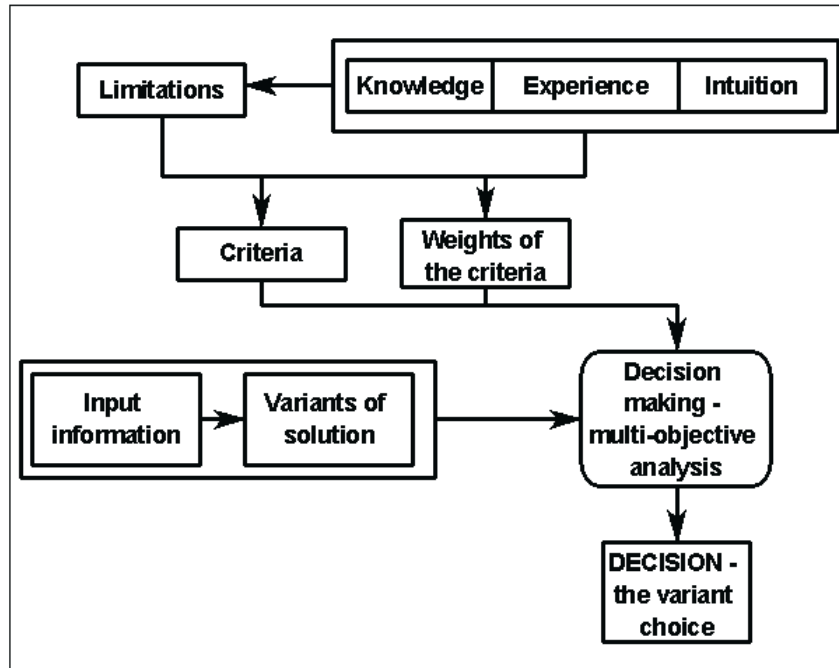 Limitations
Knowledge
Experience
Intuition
Criteria
Weights of
the criteria
Input
information
Variants of
solution
Decision
making -
multi-objective
analysis
DECISION -
the variant
choice